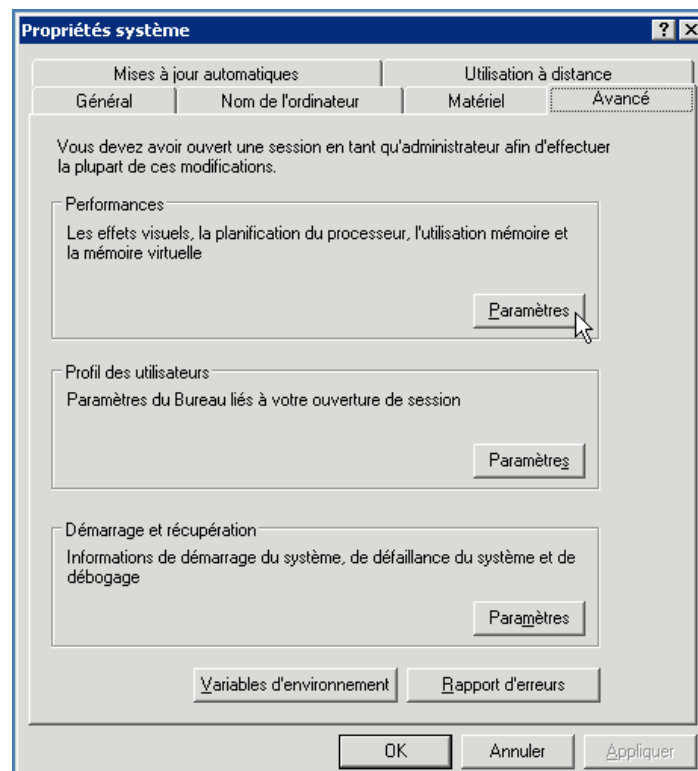 Propriétés système
Mises à jour automatiques
Utilisation à distance
Général
Nom de l'ordinateur
Matériel
Avancé
Vous devez avoir ouvert une session en tant qu'administrateur afin d'effectuer
la plupart de ces modifications.
Performances
Les effets visuels, la planification du processeur, l'utilisation mémoire et
la mémoire virtuelle
Paramètres
Profil des utilisateurs
Paramètres du Bureau liés à votre ouverture de session
Paramètres
Démarrage et récupération
Informations de démarrage du système, de défaillance du système et de
débogage
Paramètres
Variables d'environnement
Rapport d'erreurs
OK
Annuler
Appliquer